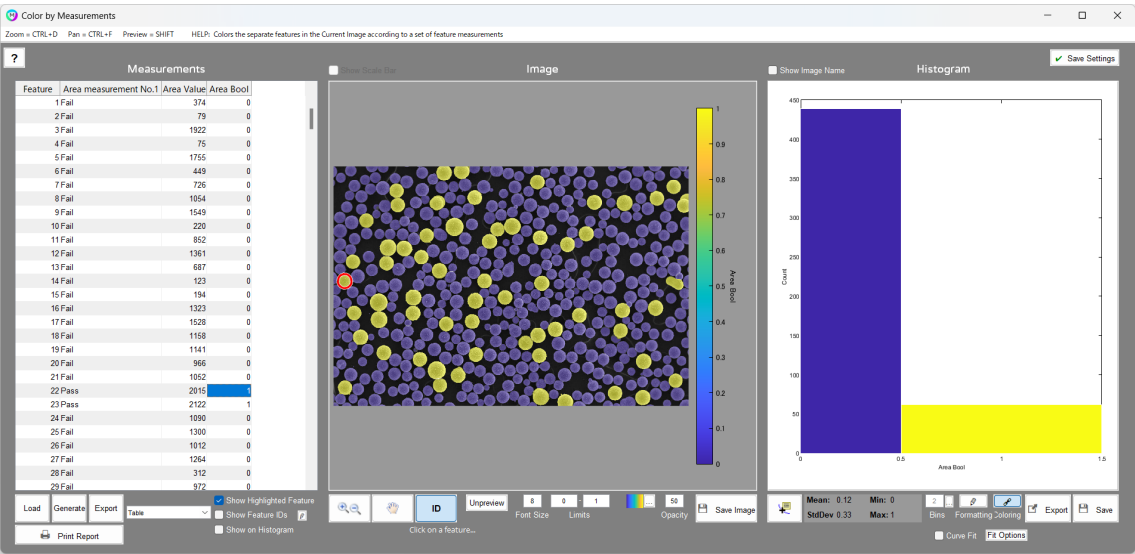 Color by Measurements
Zoom = CTRL+D Pan = CTRL+F Preview = SHIFT HELP: Colors the separate features in the Current Image according to a set of feature measurements
? Save Settings
Measurements Show Scale Bar Image Show Image Name Histogram
Feature Area measurement No.1 Area Value Area Bool
1 Fail 374 0
2 Fail 79 0
3 Fail 1922 0
4 Fail 75 0
5 Fail 1755 0
6 Fail 449 0
7 Fail 726 0
8 Fail 1054 0
9 Fail 1549 0
10 Fail 220 0
11 Fail 852 0
12 Fail 1361 0
13 Fail 687 0
14 Fail 123 0
15 Fail 194 0
16 Fail 1323 0
17 Fail 1528 0
18 Fail 1158 0
19 Fail 1141 0
20 Fail 966 0
21 Fail 1052 0
22 Pass 2015 1
23 Pass 2122 1
24 Fail 1090 0
25 Fail 1300 0
26 Fail 1012 0
27 Fail 1264 0
28 Fail 312 0
29 Fail 972 0
1
0.9
0.8
0.7
0.6
0.5
0.4
0.3
0.2
0.1
0
Area Bool
450
400
350
300
250
200
150
100
50
0
Count
0 0.5 1 1.5
Area Bool
Load Generate Export Table
Show Highlighted Feature
Show Feature IDs
Show on Histogram
Print Report
ID
Click on a feature...
Unpreview
8 0 - 1 ... 50
Font Size Limits Opacity
Save Image
Mean: 0.12 Min: 0
StdDev 0.33 Max: 1
2 ...
Bins Formatting Coloring
Export Save
Curve Fit Fit Options